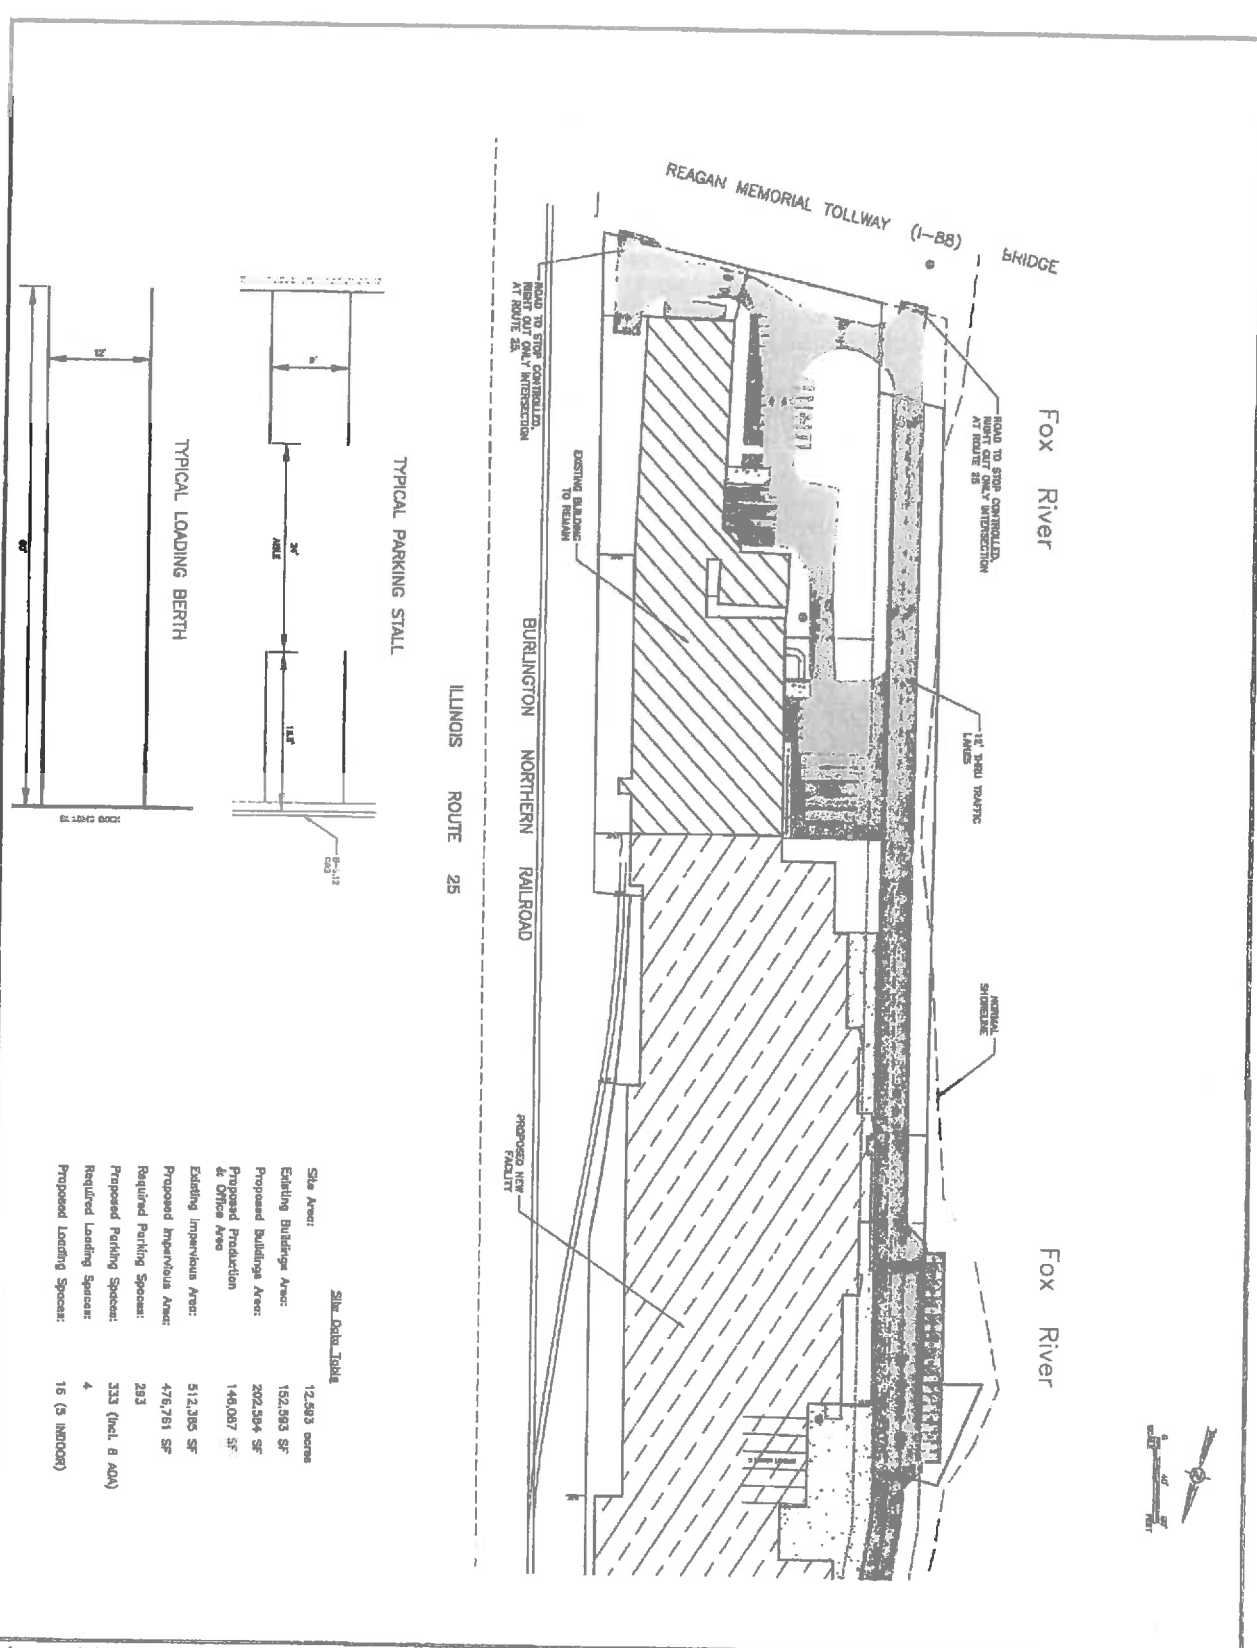 REAGAN MEMORIAL TOLLWAY (I-88)
BRIDGE
Fox River
Fox River
ROAD TO STOP CONTROLLED,
RIGHT OUT ONLY INTERSECTION
AT ROUTE 25
ROAD TO STOP CONTROLLED,
RIGHT OUT ONLY INTERSECTION
AT ROUTE 25.
12' THRU TRAFFIC
LANES
NORMAL
SHORELINE
EXISTING BUILDING
TO REMAIN
PROPOSED NEW
FACILITY
BURLINGTON NORTHERN RAILROAD
ILLINOIS ROUTE 25
TYPICAL PARKING STALL
24'
AISLE
TYPICAL LOADING BERTH
12'
60'
Site Data Table
Site Area: 12.593 acres
Existing Buildings Area: 152,593 SF
Proposed Buildings Area: 202,584 SF
Proposed Production
& Office Area 146,087 SF
Existing Impervious Area: 512,385 SF
Proposed Impervious Area: 476,761 SF
Required Parking Spaces: 293
Proposed Parking Spaces: 333 (Incl. 8 ADA)
Required Loading Spaces: 4
Proposed Loading Spaces: 16 (5 INDOOR)
SCALE
FEET